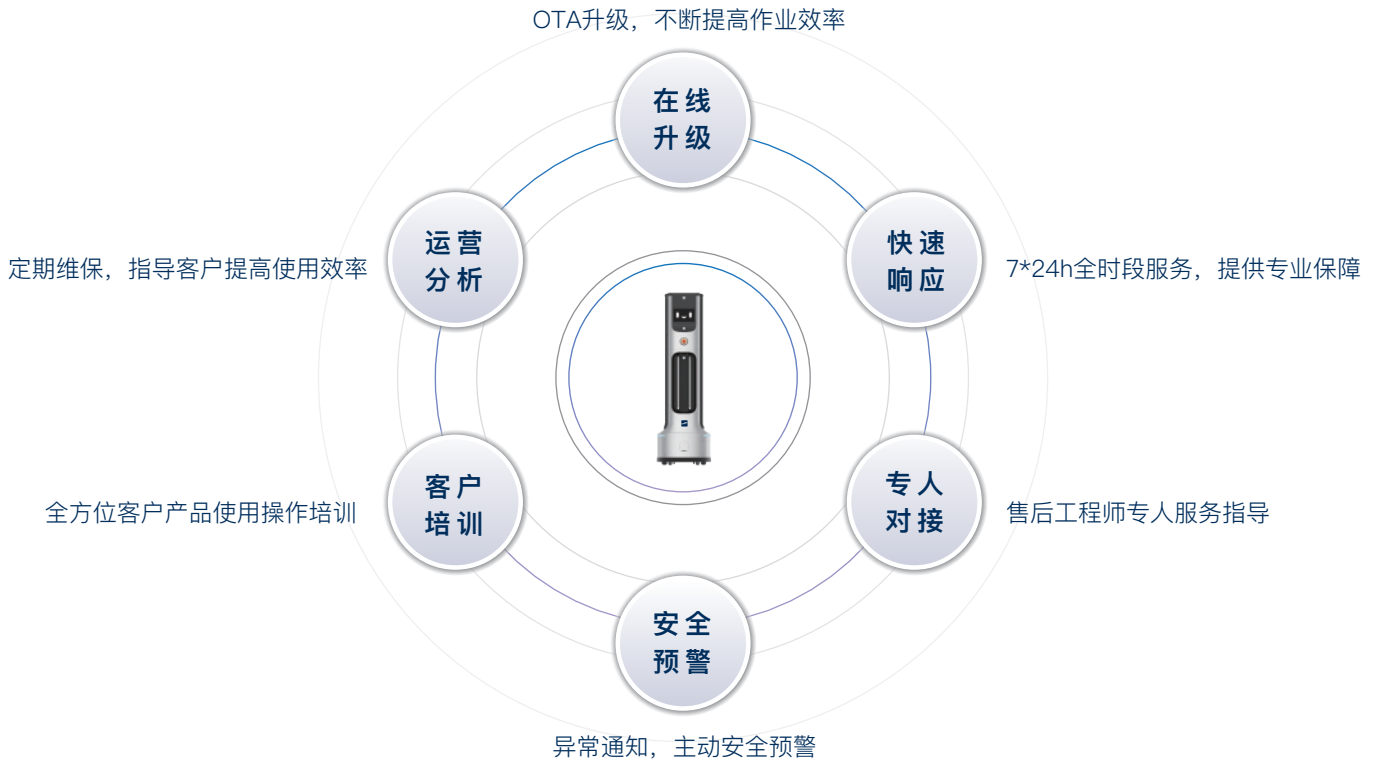 OTA升级，不断提高作业效率
在线
升级
运营
分析
定期维保，指导客户提高使用效率
快速
响应
7*24h全时段服务，提供专业保障
客户
培训
全方位客户产品使用操作培训
专人
对接
售后工程师专人服务指导
安全
预警
异常通知，主动安全预警